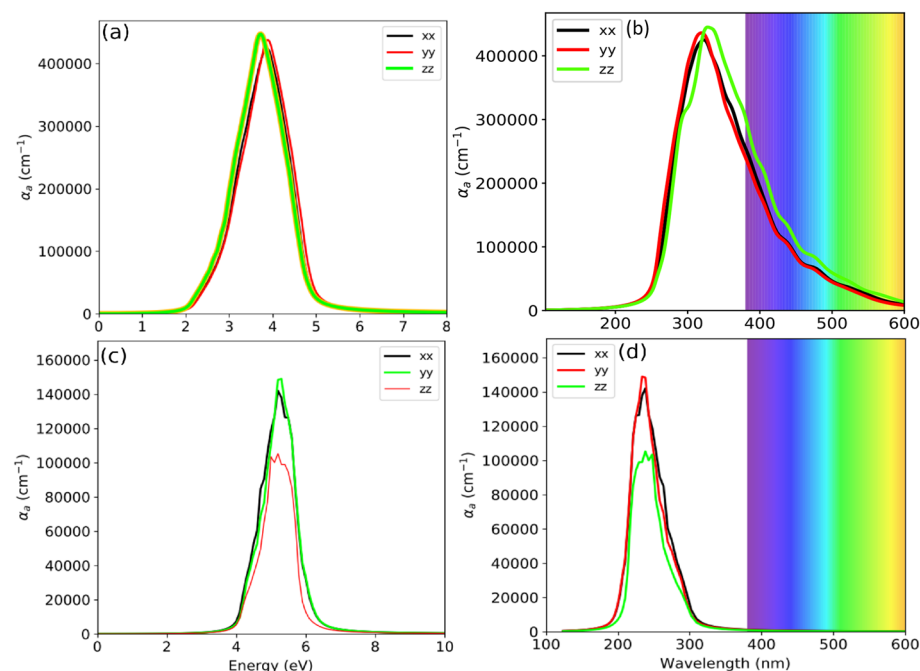 (a)
xx
yy
zz
400000
300000
200000
100000
0
αₐ (cm⁻¹)
0 1 2 3 4 5 6 7 8
(b)
xx
yy
zz
400000
300000
200000
100000
0
αₐ (cm⁻¹)
200 300 400 500 600
(c)
xx
yy
zz
160000
140000
120000
100000
80000
60000
40000
20000
0
αₐ (cm⁻¹)
0 2 4 6 8 10
Energy (eV)
(d)
xx
yy
zz
160000
140000
120000
100000
80000
60000
40000
20000
0
αₐ (cm⁻¹)
100 200 300 400 500 600
Wavelength (nm)